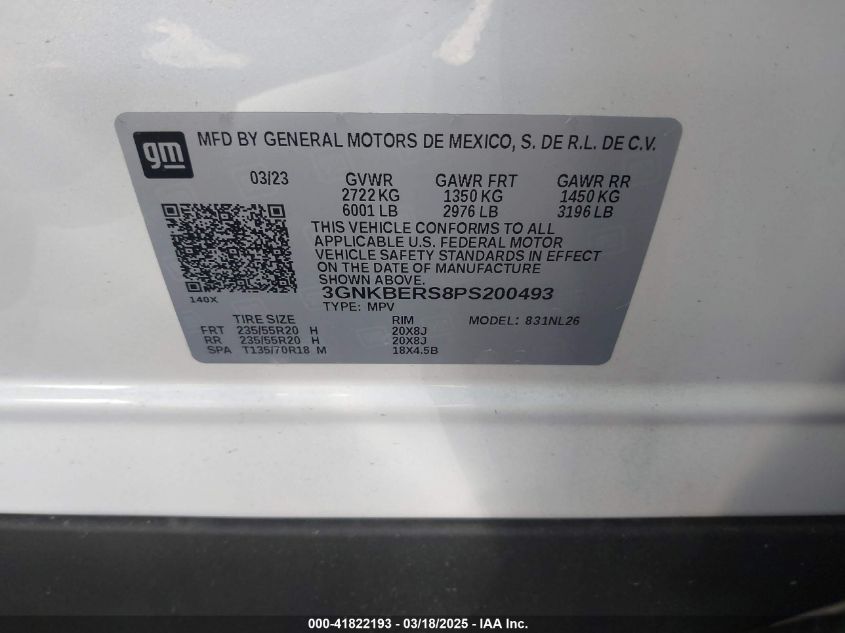 gm
MFD BY GENERAL MOTORS DE MEXICO, S. DE R.L. DE C.V.
03/23 GVWR GAWR FRT GAWR RR
2722 KG 1350 KG 1450 KG
6001 LB 2976 LB 3196 LB
THIS VEHICLE CONFORMS TO ALL
APPLICABLE U.S. FEDERAL MOTOR
VEHICLE SAFETY STANDARDS IN EFFECT
ON THE DATE OF MANUFACTURE
SHOWN ABOVE.
140X
3GNKBERS8PS200493
TYPE: MPV
TIRE SIZE RIM MODEL: 831NL26
FRT 235/55R20 H 20X8J
RR 235/55R20 H 20X8J
SPA T135/70R18 M 18X4.5B
000-41822193 - 03/18/2025 - IAA Inc.